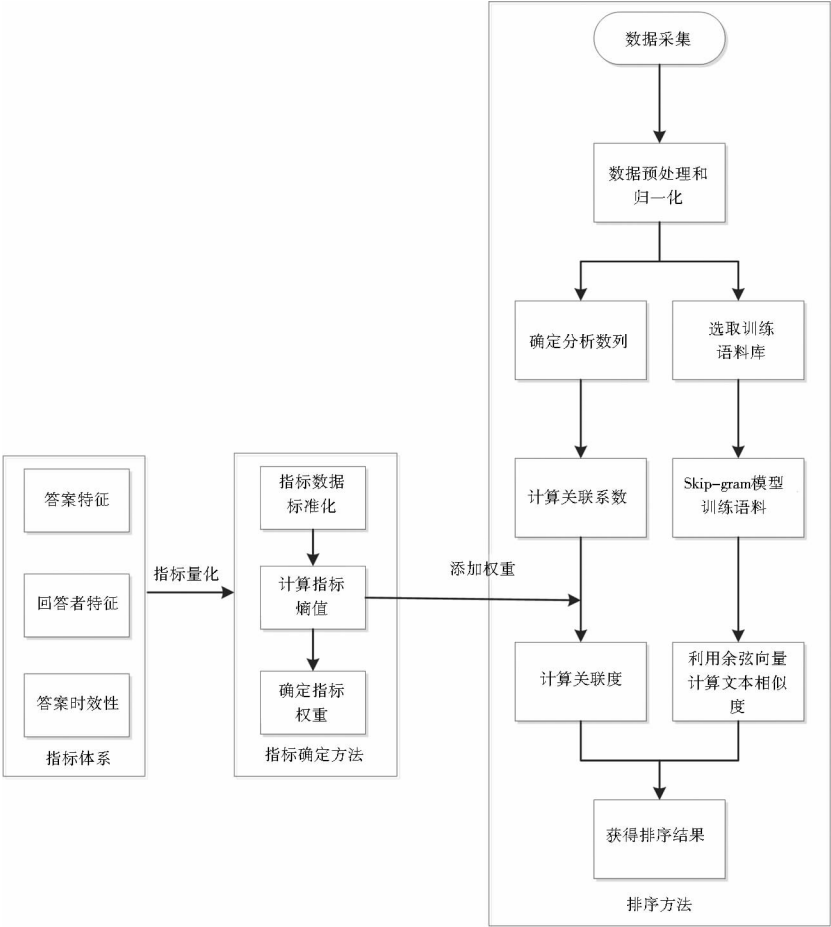 数据采集
数据预处理和
归一化
确定分析数列
选取训练
语料库
计算关联系数
Skip-gram模型
训练语料
添加权重
计算关联度
利用余弦向量
计算文本相似
度
获得排序结果
排序方法
答案特征
回答者特征
答案时效性
指标体系
指标量化
指标数据
标准化
计算指标
熵值
确定指标
权重
指标确定方法